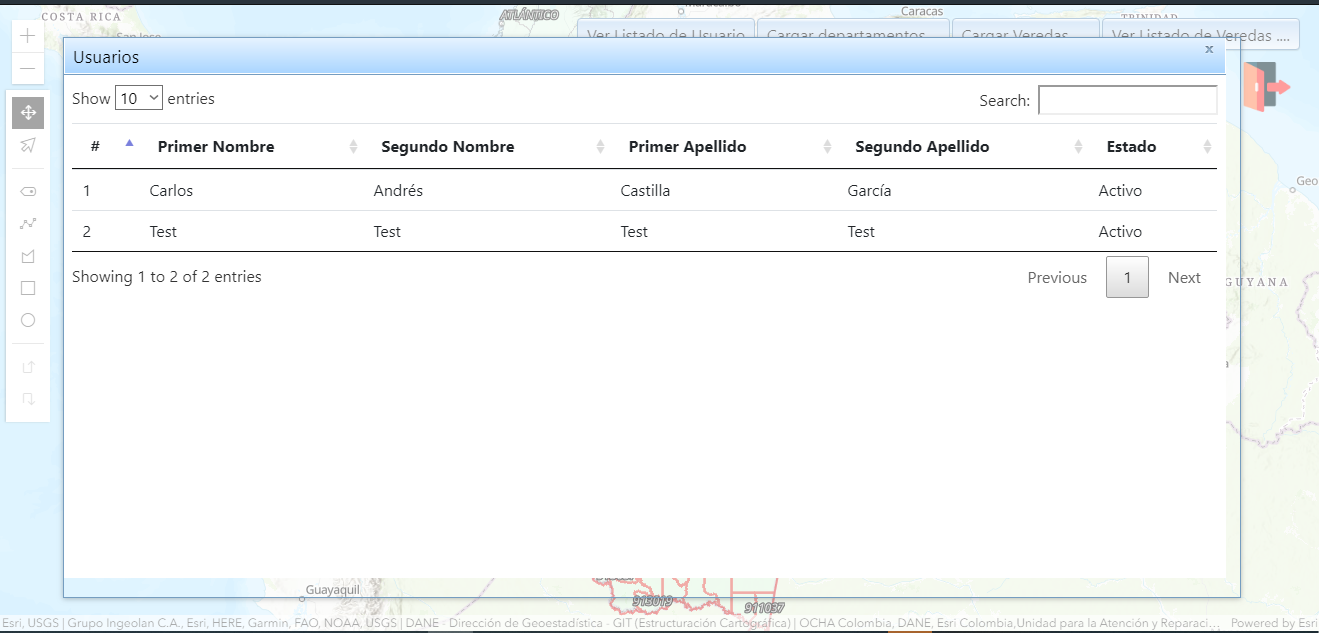 COSTA RICA
San Jose
ATLÁNTICO
Caracas
TRINIDAD
Ver Listado de Usuario
Cargar departamentos
Cargar Veredas
Ver Listado de Veredas ....
Usuarios
x
Show 10 entries
Search:
# Primer Nombre Segundo Nombre Primer Apellido Segundo Apellido Estado
1 Carlos Andrés Castilla García Activo
2 Test Test Test Test Activo
Showing 1 to 2 of 2 entries
Previous 1 Next
Geo
GUYANA
Guayaquil
913019
911037
Esri, USGS | Grupo Ingeolan C.A., Esri, HERE, Garmin, FAO, NOAA, USGS | DANE - Dirección de Geoestadística - GIT (Estructuración Cartográfica) | OCHA Colombia, DANE, Esri Colombia,Unidad para la Atención y Reparaci...
Powered by Esri